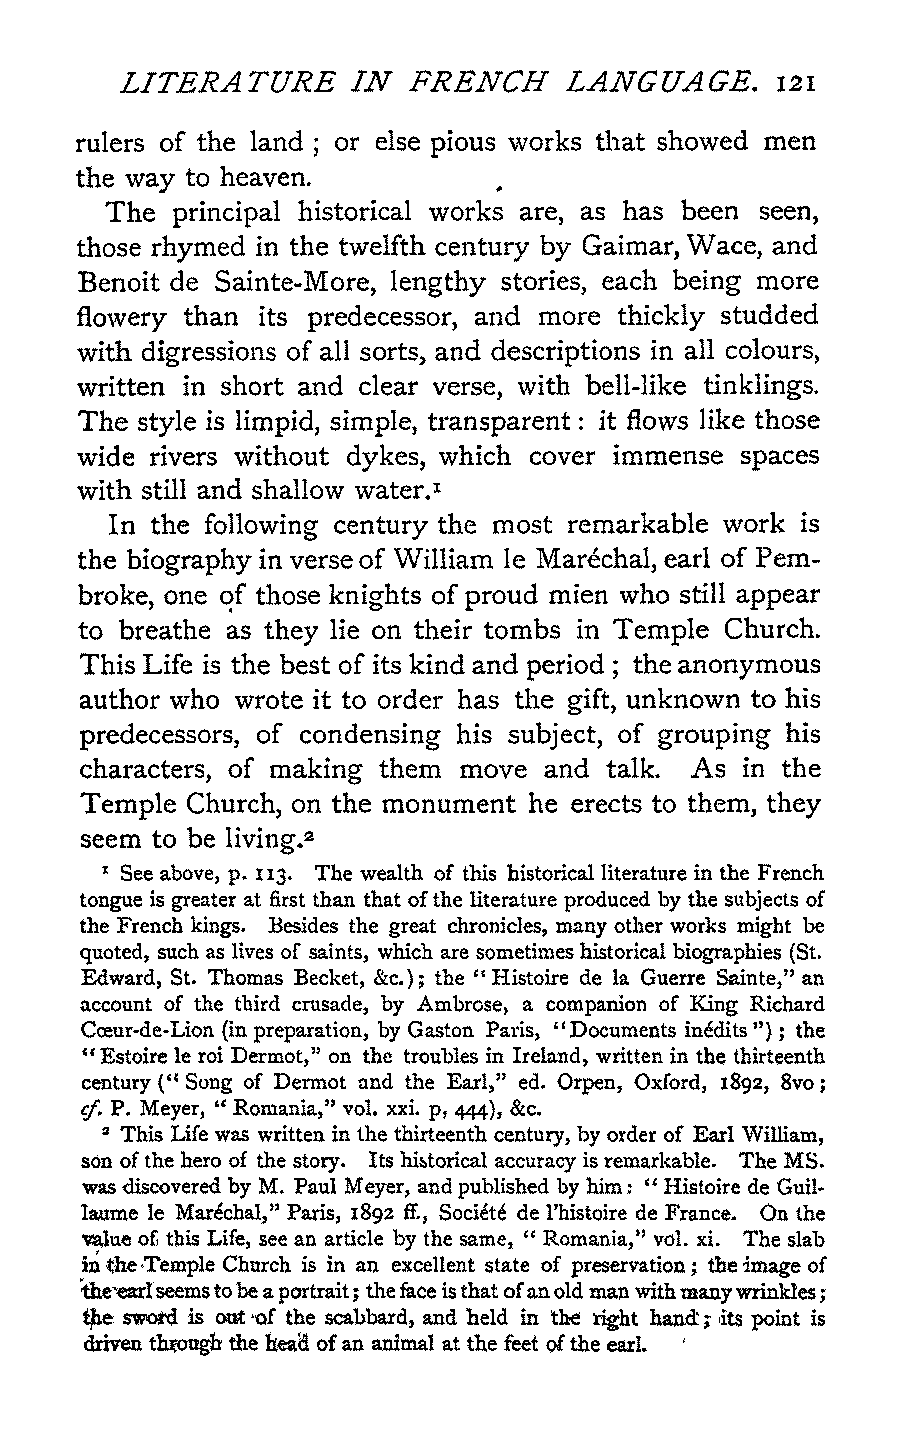 LITERATURE IN FRENCH LANGUAGE. 121
rulers of the land ; or else pious works that showed men
the way to heaven.
The principal historical works are, as has been seen,
those rhymed in the twelfth century by Gaimar, Wace, and
Benoit de Sainte-More, lengthy stories, each being more
flowery than its predecessor, and more thickly studded
with digressions of all sorts, and descriptions in all colours,
written in short and clear verse, with bell-like tinklings.
The style is limpid, simple, transparent : it flows like those
wide rivers without dykes, which cover immense spaces
with still and shallow water.¹
In the following century the most remarkable work is
the biography in verse of William le Maréchal, earl of Pem-
broke, one of those knights of proud mien who still appear
to breathe as they lie on their tombs in Temple Church.
This Life is the best of its kind and period ; the anonymous
author who wrote it to order has the gift, unknown to his
predecessors, of condensing his subject, of grouping his
characters, of making them move and talk. As in the
Temple Church, on the monument he erects to them, they
seem to be living.²
¹ See above, p. 113. The wealth of this historical literature in the French
tongue is greater at first than that of the literature produced by the subjects of
the French kings. Besides the great chronicles, many other works might be
quoted, such as lives of saints, which are sometimes historical biographies (St.
Edward, St. Thomas Becket, &c.); the "Histoire de la Guerre Sainte," an
account of the third crusade, by Ambrose, a companion of King Richard
Cœur-de-Lion (in preparation, by Gaston Paris, "Documents inédits") ; the
"Estoire le roi Dermot," on the troubles in Ireland, written in the thirteenth
century ("Song of Dermot and the Earl," ed. Orpen, Oxford, 1892, 8vo ;
cf. P. Meyer, "Romania," vol. xxi. p, 444), &c.
² This Life was written in the thirteenth century, by order of Earl William,
son of the hero of the story. Its historical accuracy is remarkable. The MS.
was discovered by M. Paul Meyer, and published by him : "Histoire de Guil-
laume le Maréchal," Paris, 1892 ff., Société de l'histoire de France. On the
value of this Life, see an article by the same, "Romania," vol. xi. The slab
in the Temple Church is in an excellent state of preservation ; the image of
the earl seems to be a portrait ; the face is that of an old man with many wrinkles ;
the sword is out of the scabbard, and held in the right hand ; its point is
driven through the head of an animal at the feet of the earl.